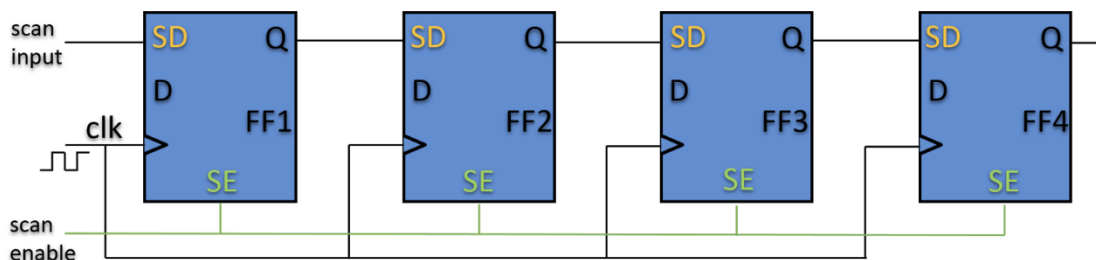 scan
input
SD Q SD Q SD Q SD Q
D D D D
clk FF1 FF2 FF3 FF4
SE SE SE SE
scan
enable